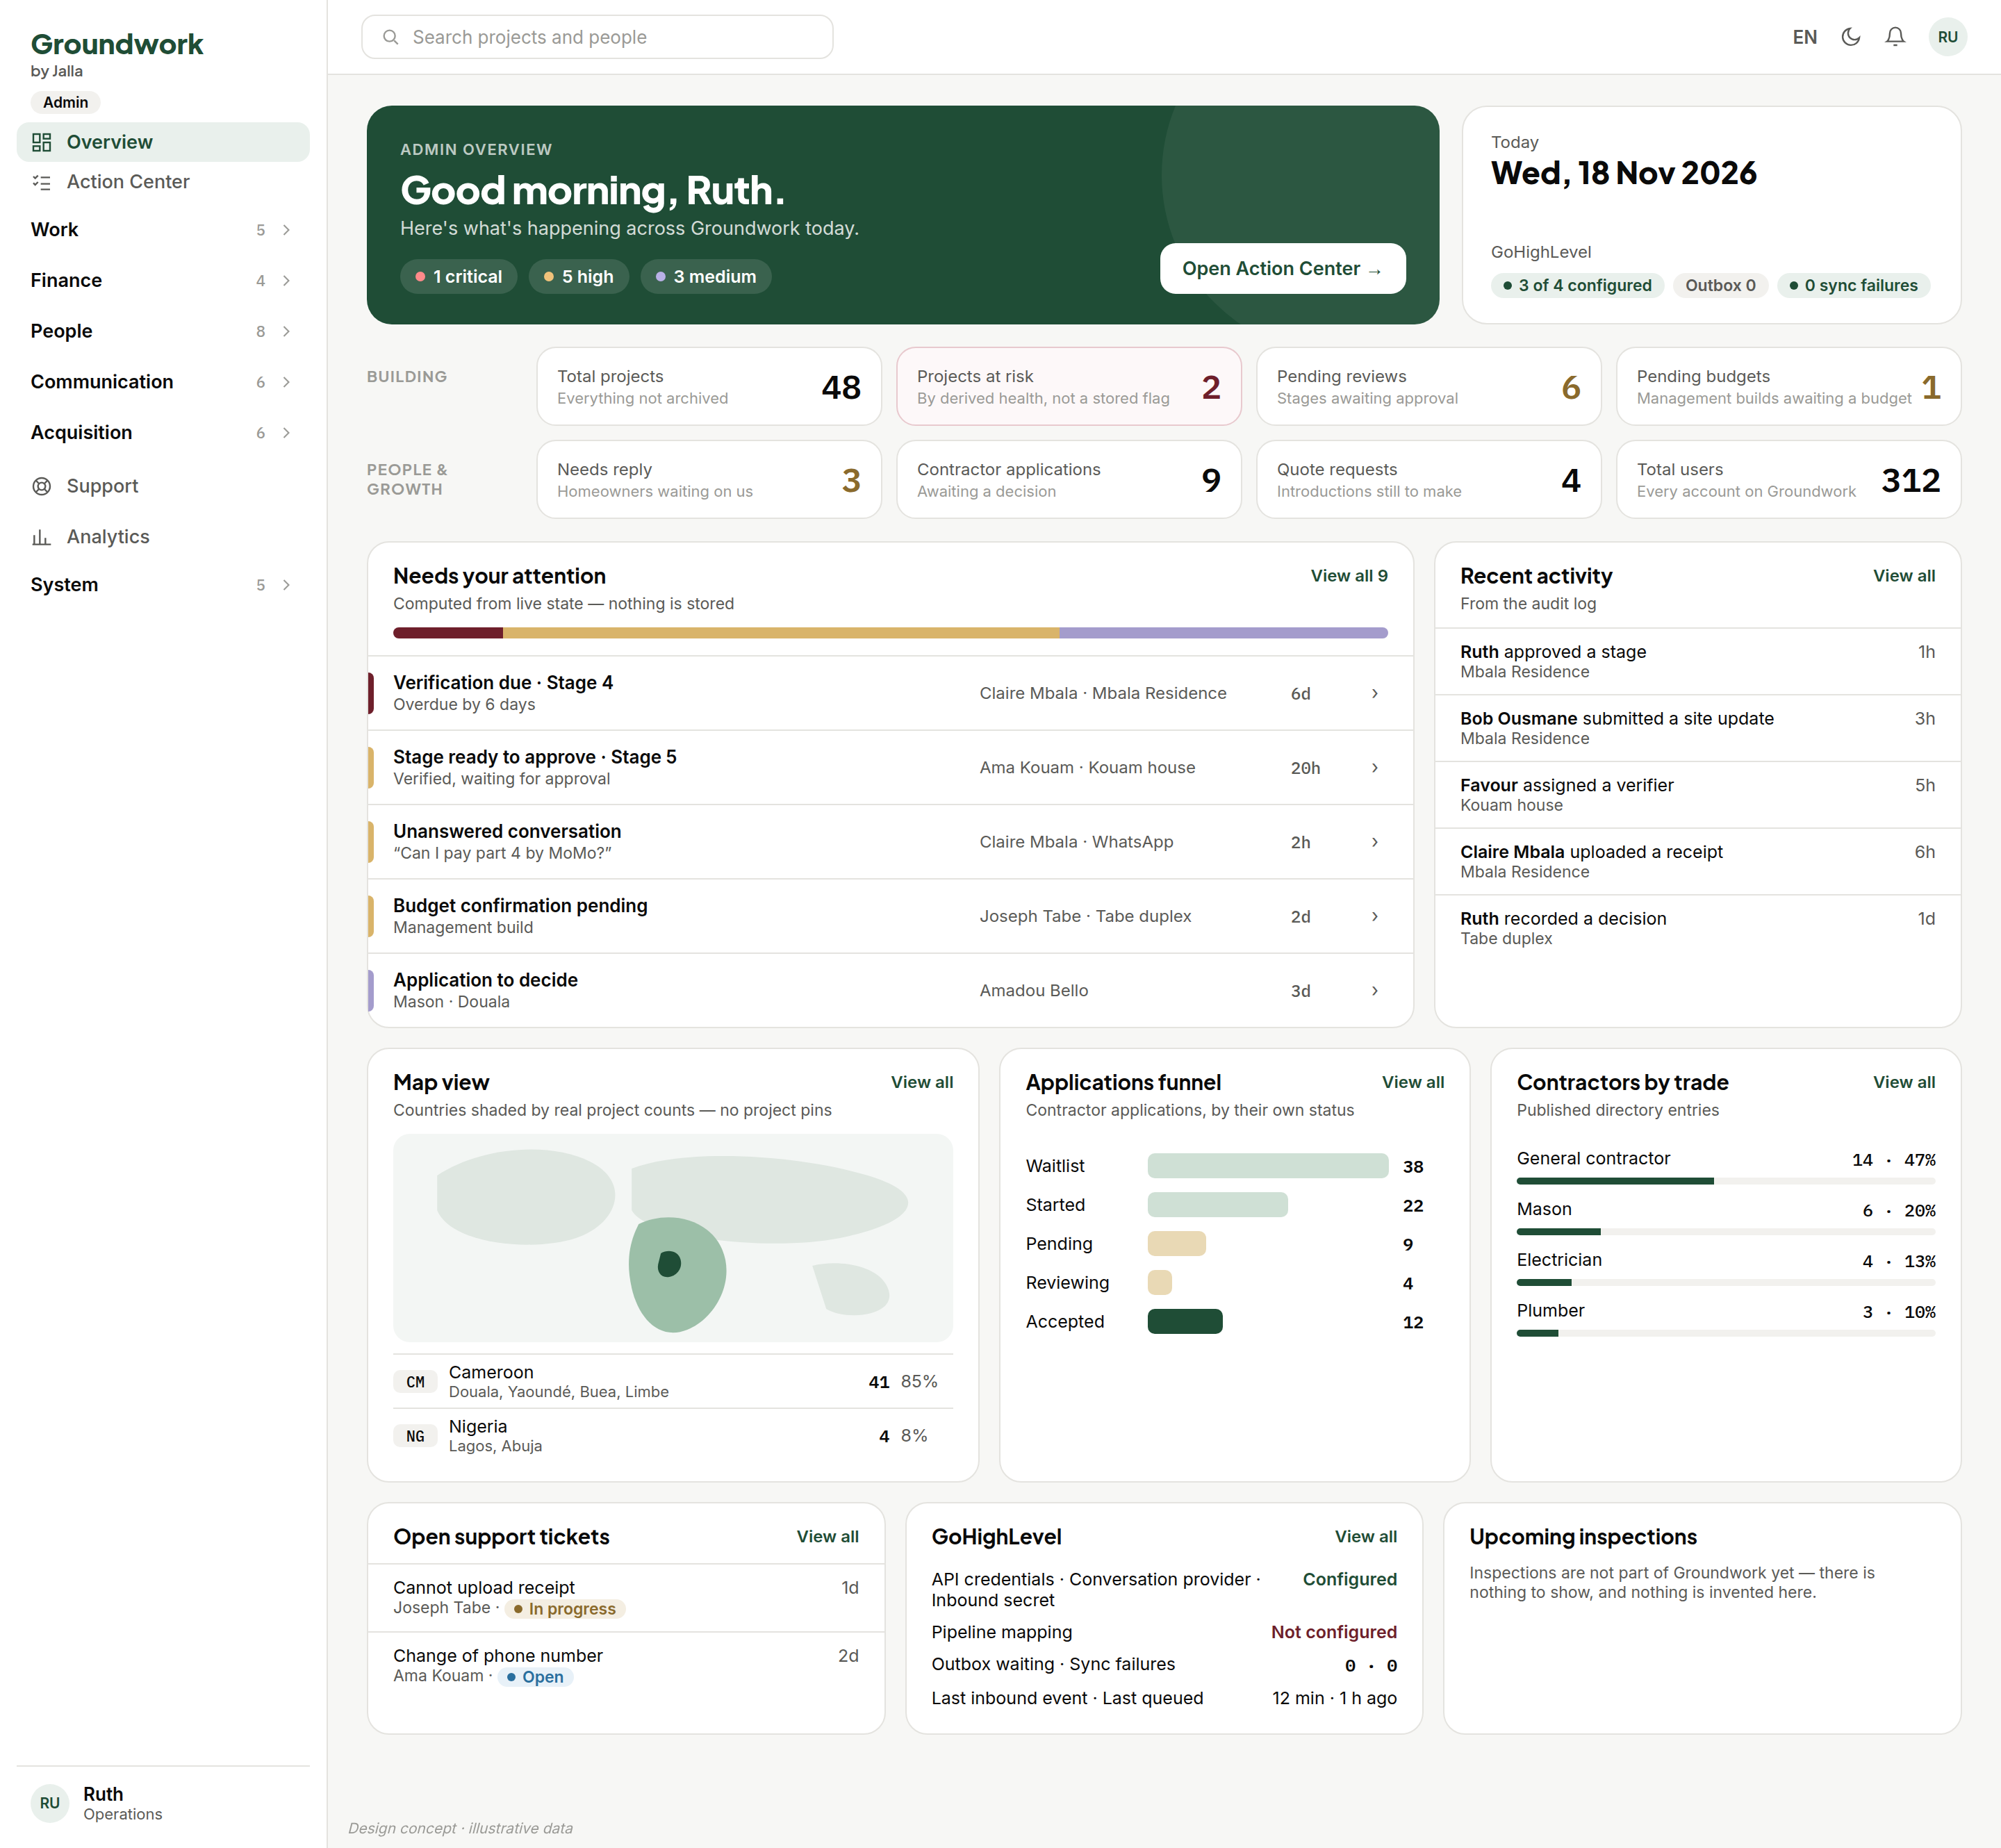 Groundwork
by Jalla
Admin
Overview
Action Center
Work 5
Finance 4
People 8
Communication 6
Acquisition 6
Support
Analytics
System 5
RU
Ruth
Operations
Search projects and people
EN
RU
ADMIN OVERVIEW
Good morning, Ruth.
Here's what's happening across Groundwork today.
1 critical
5 high
3 medium
Open Action Center →
Today
Wed, 18 Nov 2026
GoHighLevel
3 of 4 configured
Outbox 0
0 sync failures
BUILDING
Total projects
Everything not archived
48
Projects at risk
By derived health, not a stored flag
2
Pending reviews
Stages awaiting approval
6
Pending budgets
Management builds awaiting a budget
1
PEOPLE &
GROWTH
Needs reply
Homeowners waiting on us
3
Contractor applications
Awaiting a decision
9
Quote requests
Introductions still to make
4
Total users
Every account on Groundwork
312
Needs your attention
View all 9
Computed from live state — nothing is stored
Verification due · Stage 4
Overdue by 6 days
Claire Mbala · Mbala Residence
6d
Stage ready to approve · Stage 5
Verified, waiting for approval
Ama Kouam · Kouam house
20h
Unanswered conversation
“Can I pay part 4 by MoMo?”
Claire Mbala · WhatsApp
2h
Budget confirmation pending
Management build
Joseph Tabe · Tabe duplex
2d
Application to decide
Mason · Douala
Amadou Bello
3d
Recent activity
View all
From the audit log
Ruth approved a stage
1h
Mbala Residence
Bob Ousmane submitted a site update
3h
Mbala Residence
Favour assigned a verifier
5h
Kouam house
Claire Mbala uploaded a receipt
6h
Mbala Residence
Ruth recorded a decision
1d
Tabe duplex
Map view
View all
Countries shaded by real project counts — no project pins
CM
Cameroon
Douala, Yaoundé, Buea, Limbe
41 85%
NG
Nigeria
Lagos, Abuja
4 8%
Applications funnel
View all
Contractor applications, by their own status
Waitlist 38
Started 22
Pending 9
Reviewing 4
Accepted 12
Contractors by trade
View all
Published directory entries
General contractor 14 · 47%
Mason 6 · 20%
Electrician 4 · 13%
Plumber 3 · 10%
Open support tickets
View all
Cannot upload receipt
1d
Joseph Tabe · In progress
Change of phone number
2d
Ama Kouam · Open
GoHighLevel
View all
API credentials · Conversation provider ·
Inbound secret
Configured
Pipeline mapping
Not configured
Outbox waiting · Sync failures
0 · 0
Last inbound event · Last queued
12 min · 1 h ago
Upcoming inspections
Inspections are not part of Groundwork yet — there is
nothing to show, and nothing is invented here.
Design concept · illustrative data